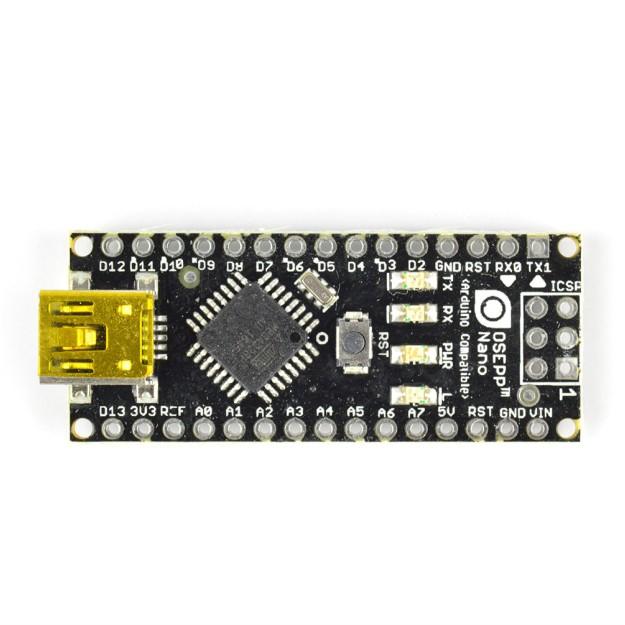 D12 *D11 *D10 *D9 D8 D7 *D6 *D5 D4 *D3 D2 GND RST RX0 TX1
TX
RX
PWR
L
RST
<Arduino Compatible>
OSEPP™
Nano
ICSP
1
D13 3V3 REF A0 A1 A2 A3 A4 A5 A6 A7 5V RST GND VIN